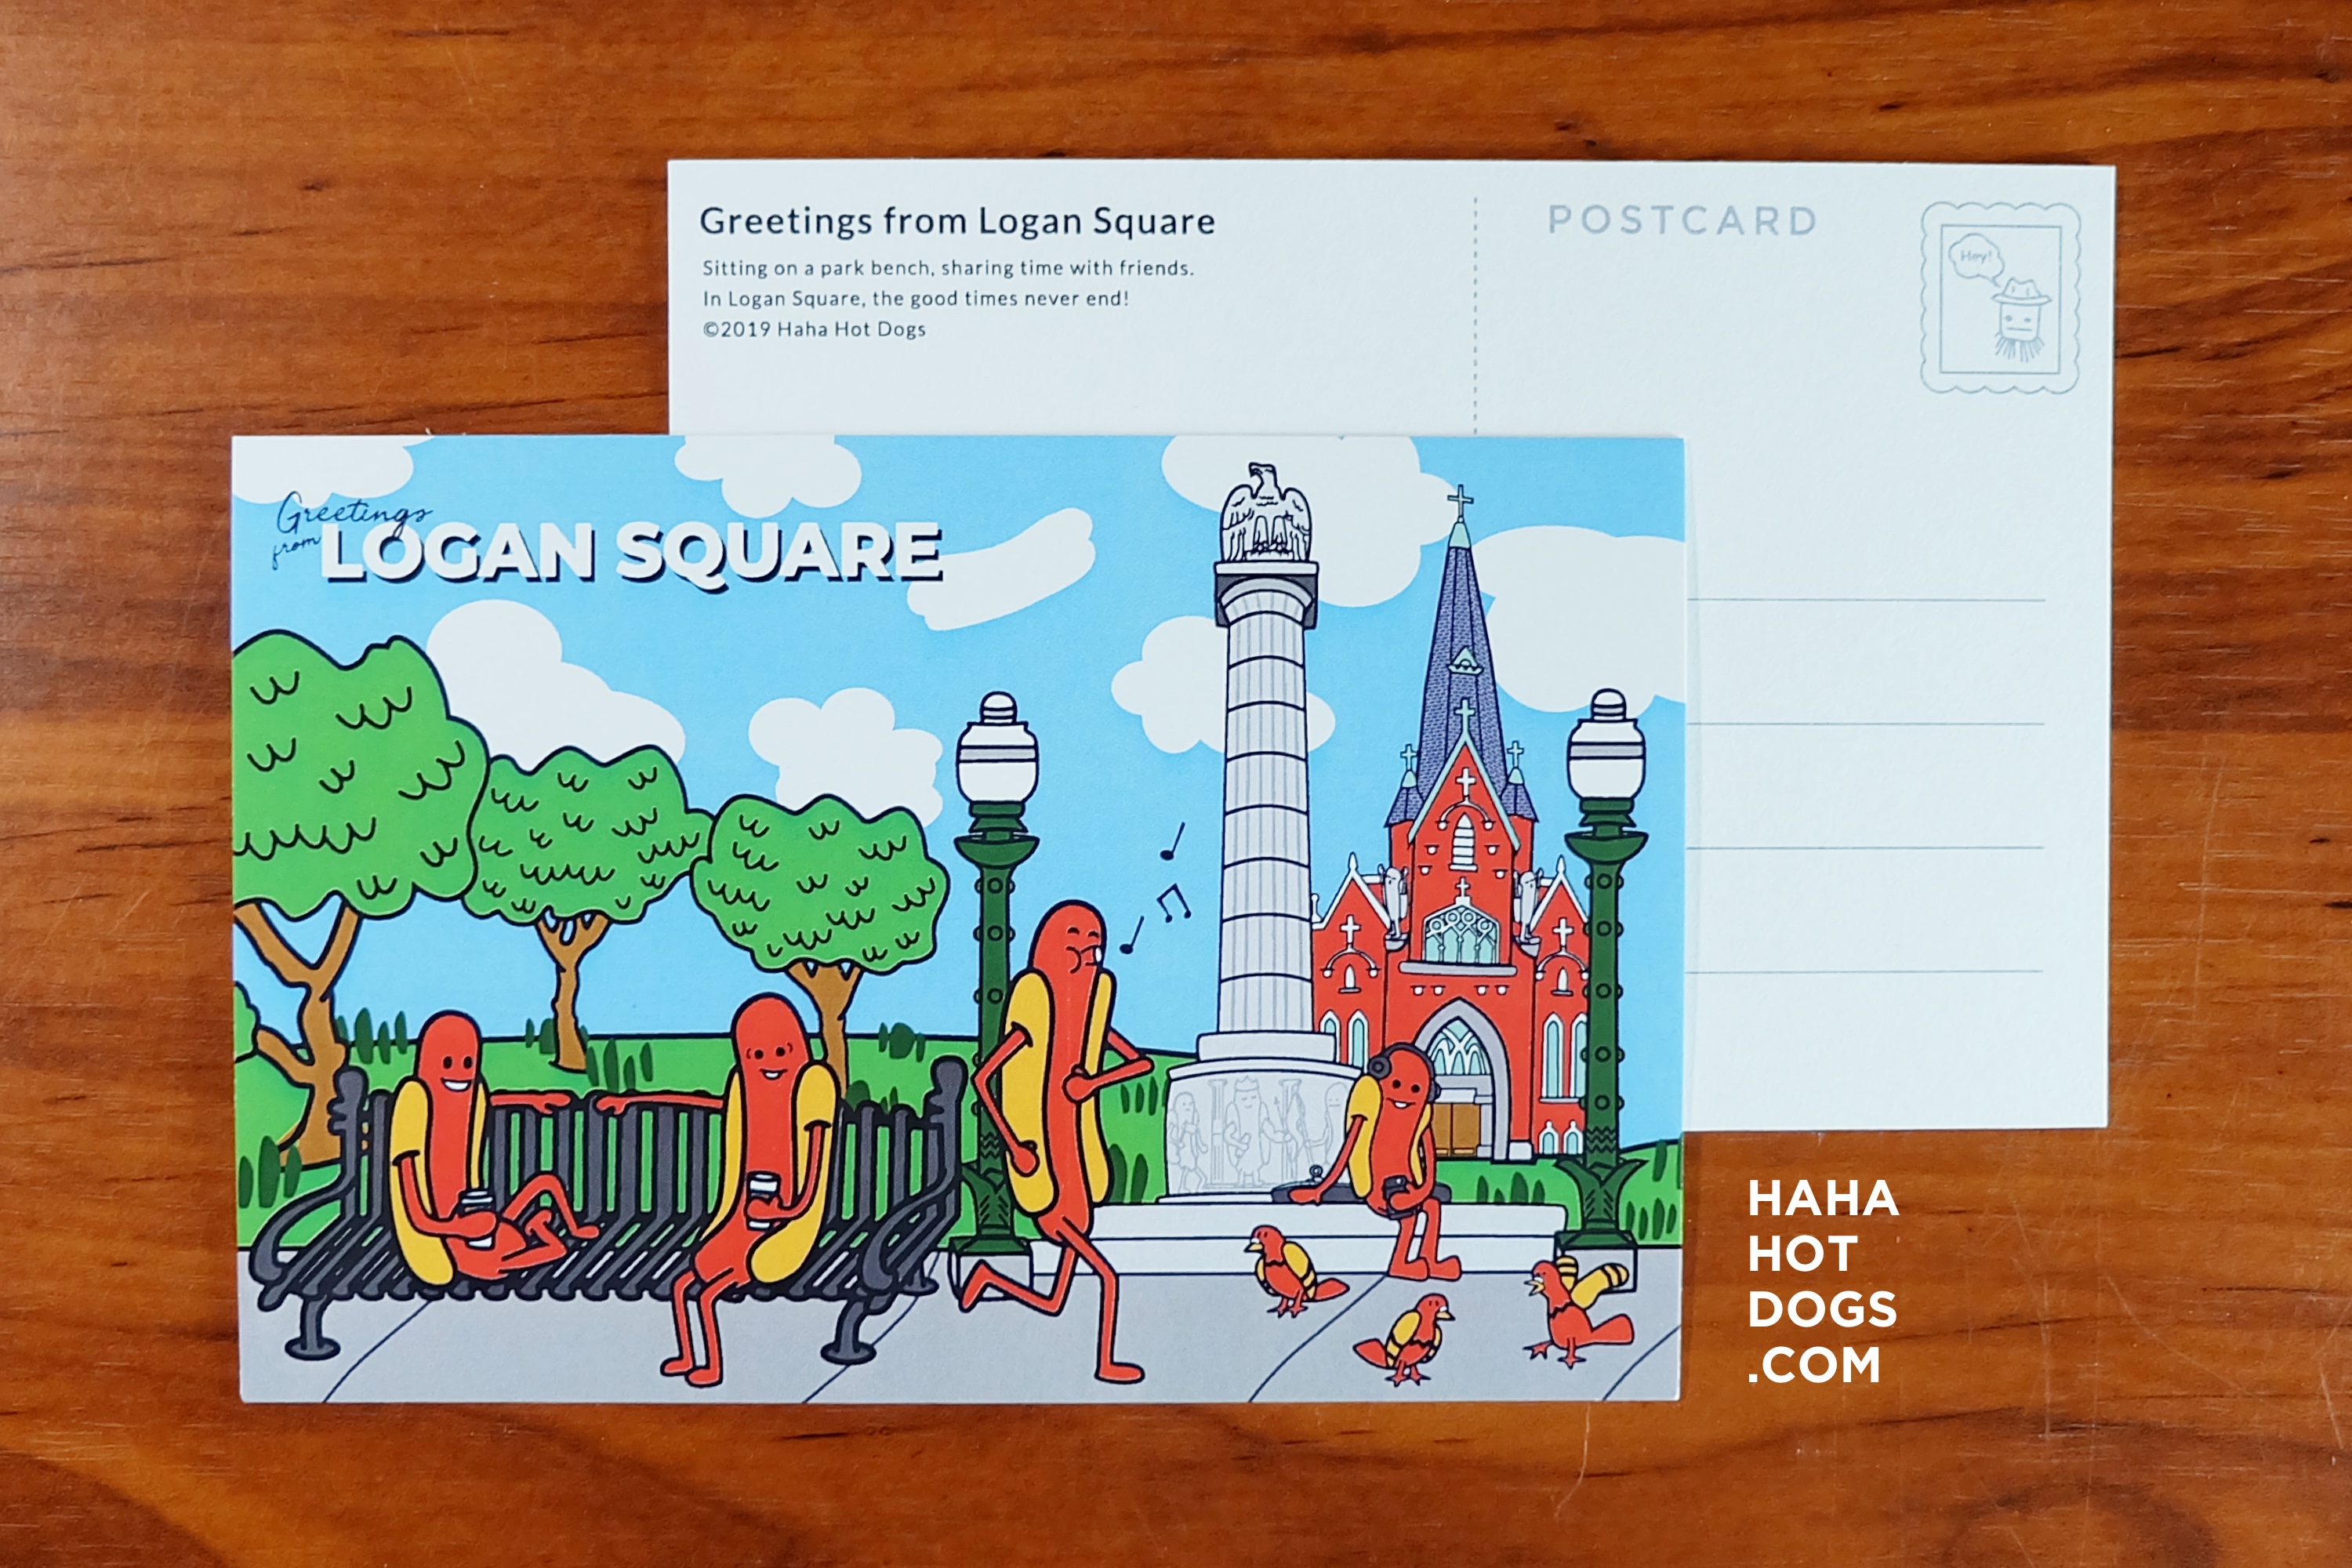 Greetings from Logan Square
Sitting on a park bench, sharing time with friends.
In Logan Square, the good times never end!
©2019 Haha Hot Dogs
POSTCARD
Hey!
Greetings
from
LOGAN SQUARE
HAHA
HOT
DOGS
.COM